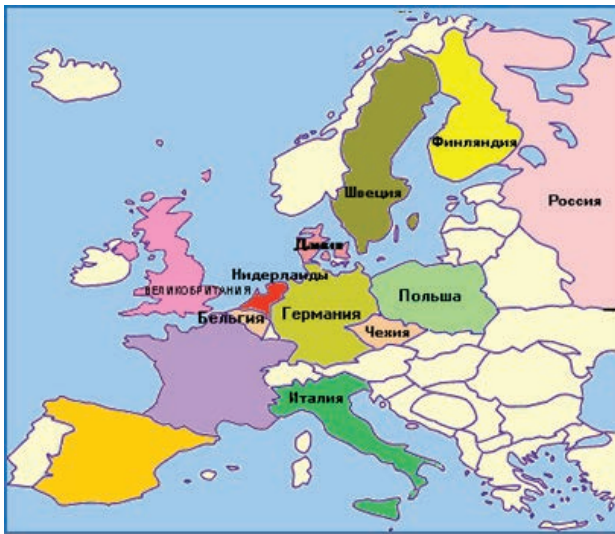 Финляндия
Швеция
Россия
Дания
Нидерланды
ВЕЛИКОБРИТАНИЯ
Польша
Бельгия
Германия
Чехия
Италия